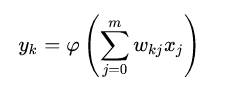 y_k = φ ( ∑_{j=0}^{m} w_{kj} x_j )